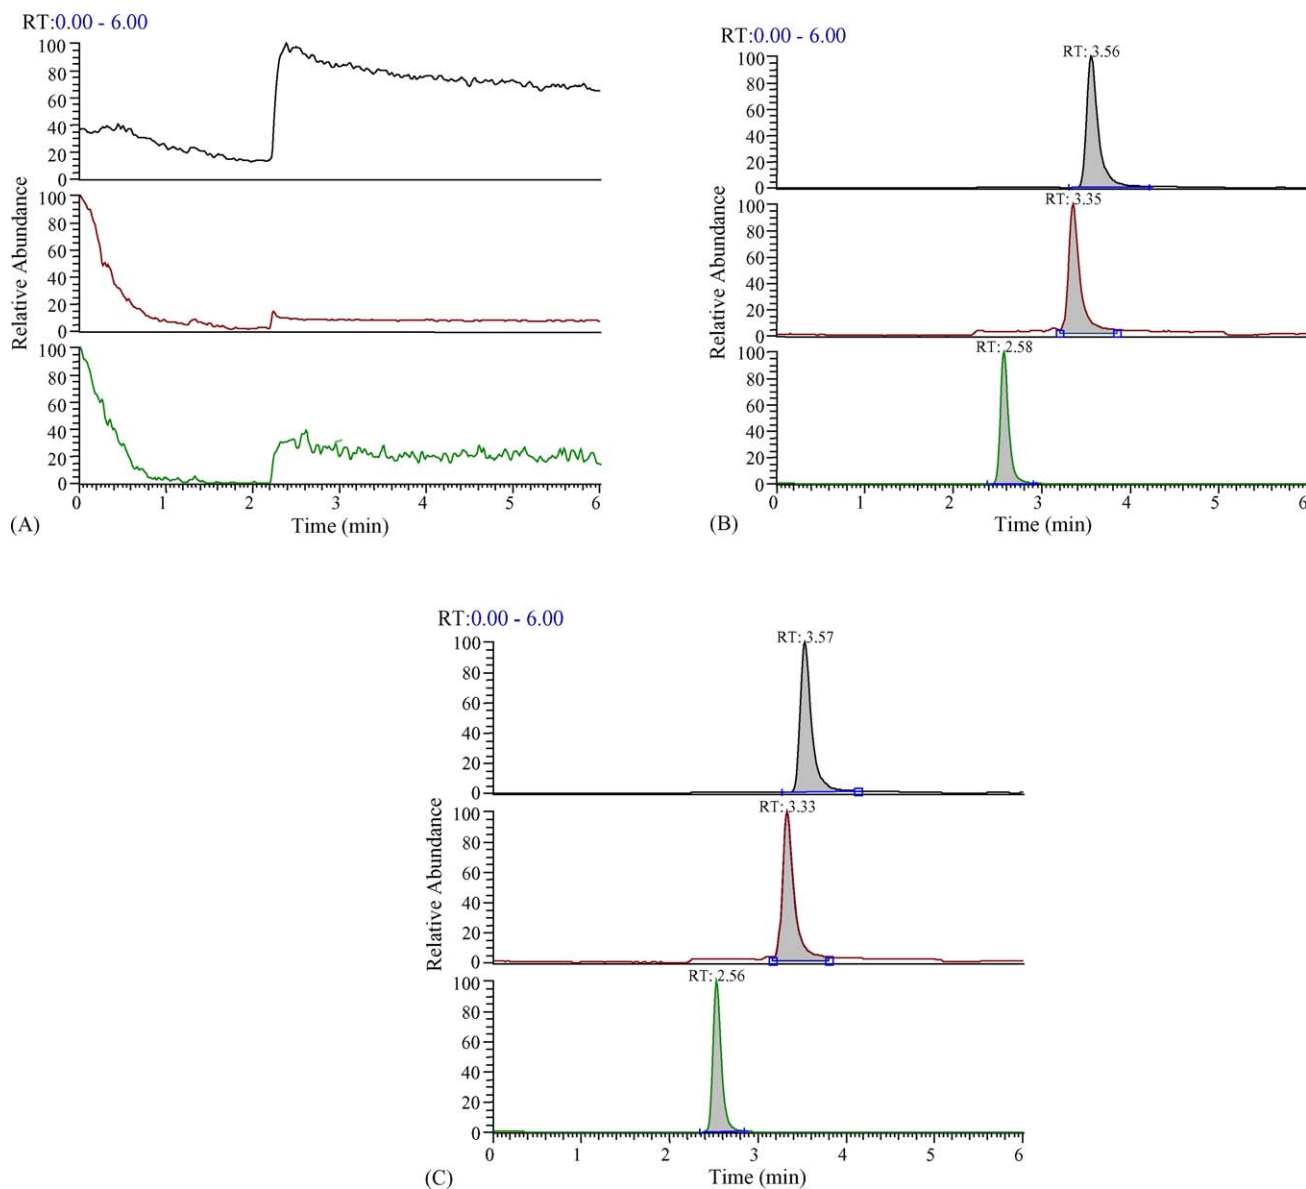 RT:0.00 - 6.00
100
80
60
40
20
0
100
80
60
40
20
0
100
80
60
40
20
0
Relative Abundance
0 1 2 3 4 5 6
Time (min)
(A)
RT:0.00 - 6.00
RT: 3.56
100
80
60
40
20
0
RT: 3.35
100
80
60
40
20
0
RT: 2.58
100
80
60
40
20
0
Relative Abundance
0 1 2 3 4 5 6
Time (min)
(B)
RT:0.00 - 6.00
RT: 3.57
100
80
60
40
20
0
RT: 3.33
100
80
60
40
20
0
RT: 2.56
100
80
60
40
20
0
Relative Abundance
0 1 2 3 4 5 6
Time (min)
(C)